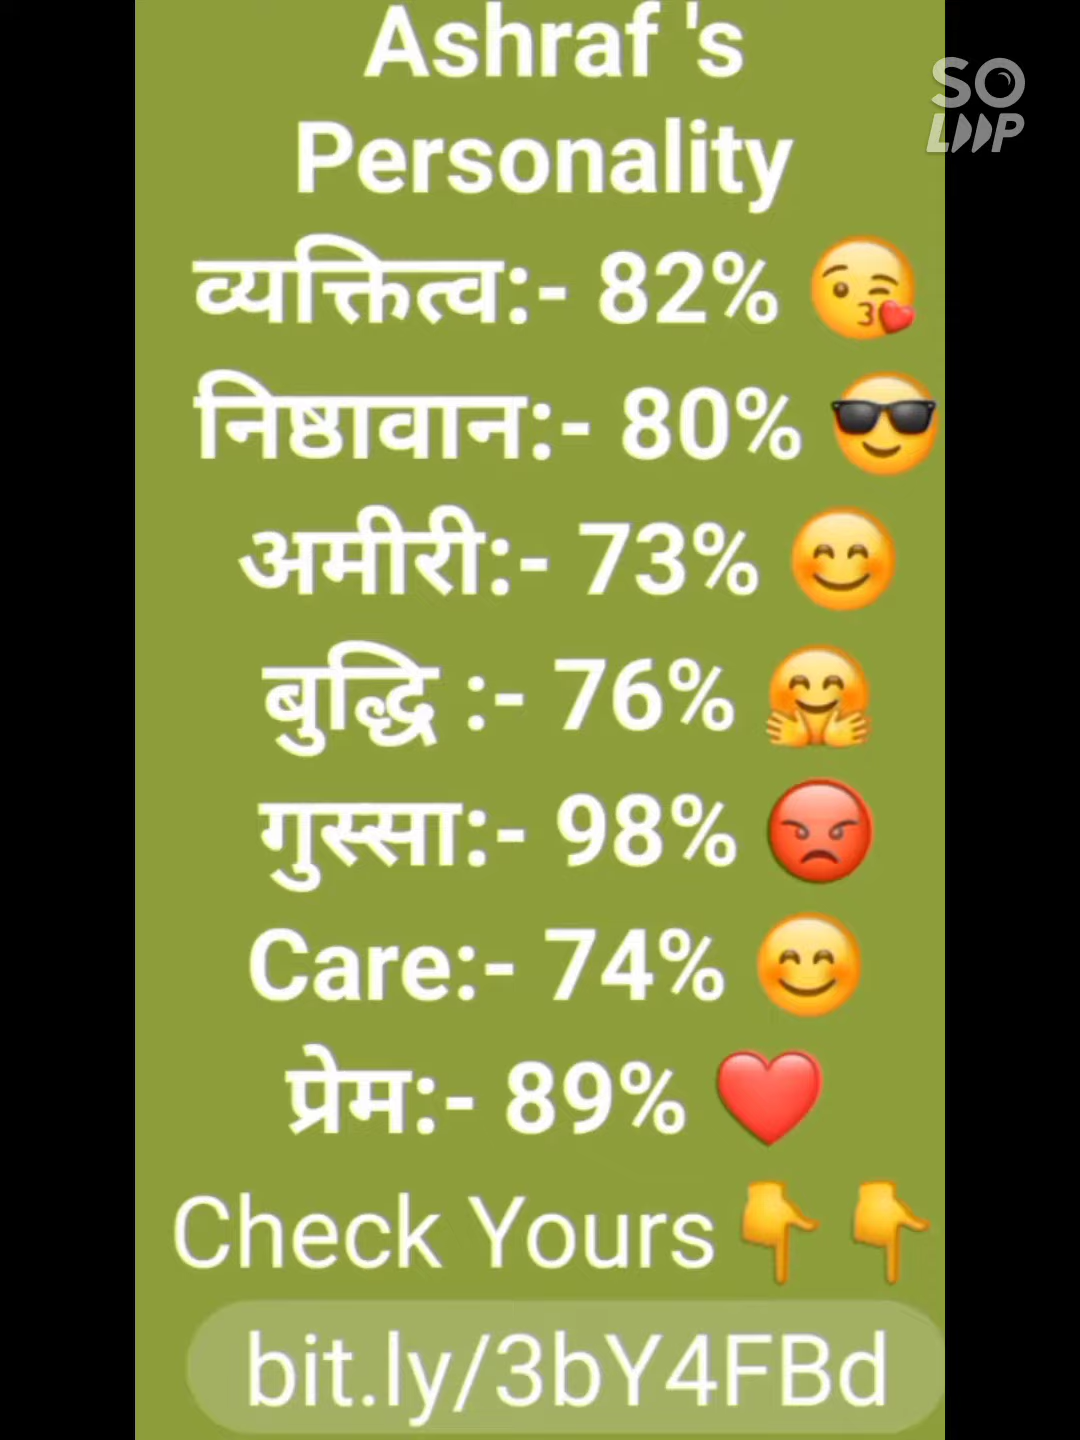 Ashraf 's
Personality
व्यक्तित्व:- 82% 😘
निष्ठावान:- 80% 😎
अमीरी:- 73% 😊
बुद्धि :- 76% 🤗
गुस्सा:- 98% 😡
Care:- 74% 😊
प्रेम:- 89% ❤️
Check Yours👇 👇
bit.ly/3bY4FBd
SO
LOOP